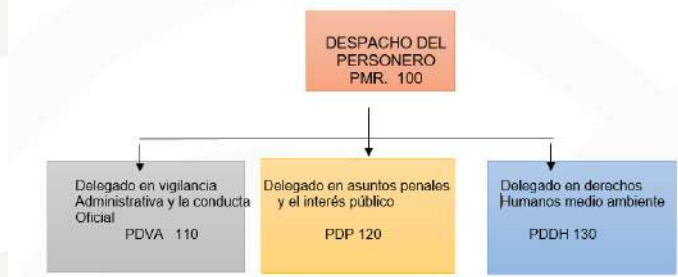 DESPACHO DEL
PERSONERO
PMR. 100
Delegado en vigilancia
Administrativa y la conducta
Oficial
PDVA 110
Delegado en asuntos penales
y el interés público
PDP 120
Delegado en derechos
Humanos medio ambiente
PDDH 130